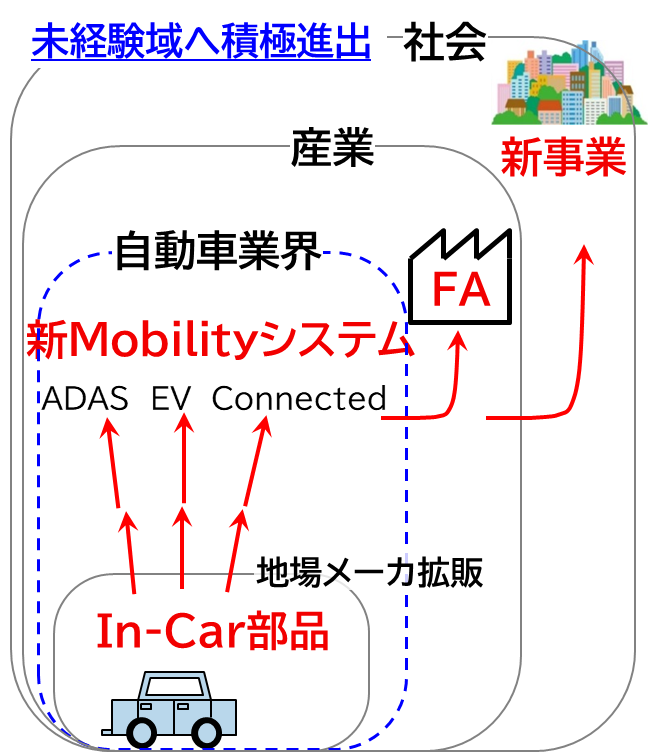 未経験域へ積極進出
社会
新事業
産業
自動車業界
FA
新Mobilityシステム
ADAS EV Connected
地場メーカ拡販
In-Car部品